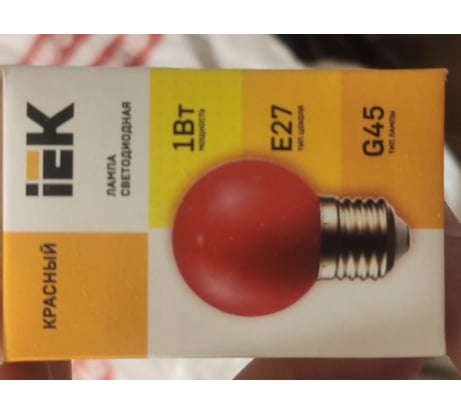 IEK
ЛАМПА
СВЕТОДИОДНАЯ
КРАСНЫЙ
1Вт
МОЩНОСТЬ
E27
ТИП ЦОКОЛЯ
G45
ТИП ЛАМПЫ